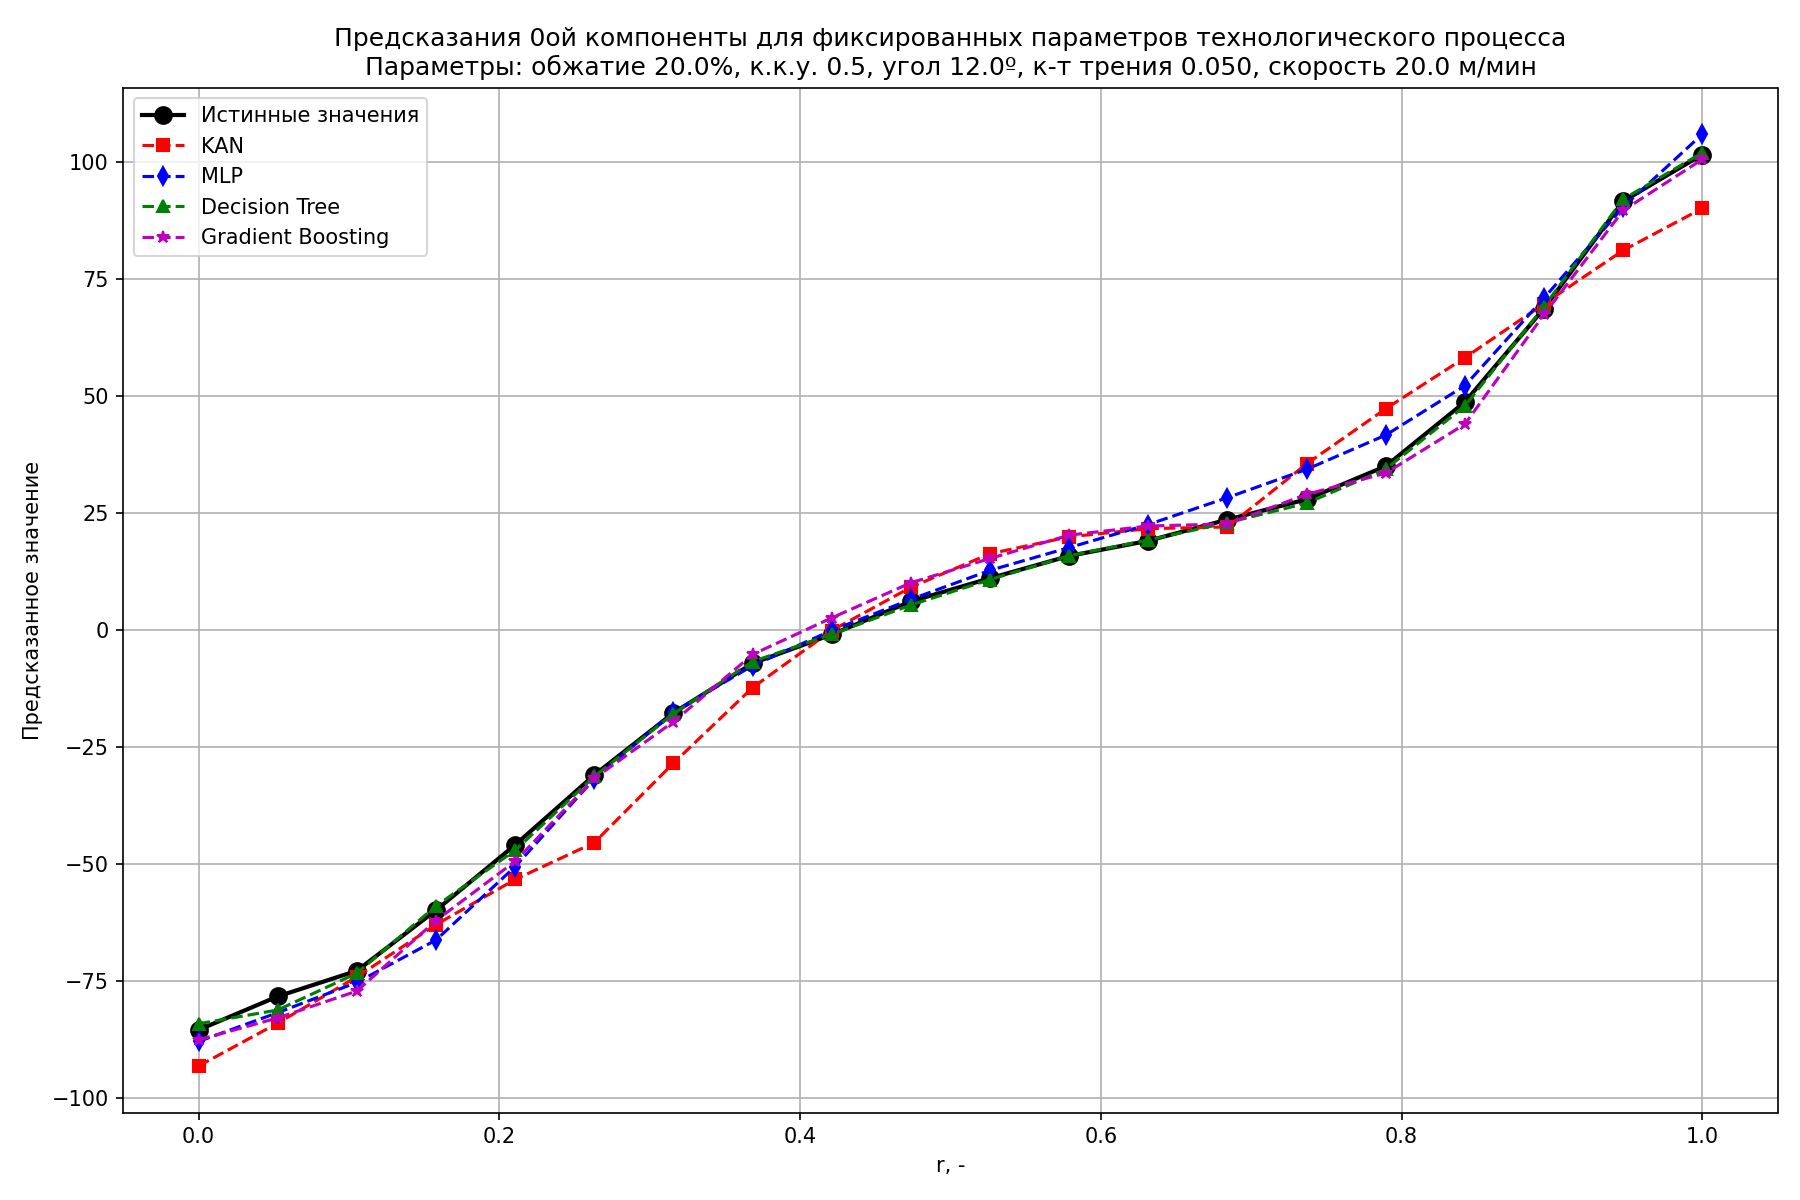 Предсказания 0ой компоненты для фиксированных параметров технологического процесса
Параметры: обжатие 20.0%, к.к.у. 0.5, угол 12.0º, к-т трения 0.050, скорость 20.0 м/мин
Истинные значения
KAN
MLP
Decision Tree
Gradient Boosting
Предсказанное значение
100
75
50
25
0
−25
−50
−75
−100
0.0
0.2
0.4
0.6
0.8
1.0
r, -